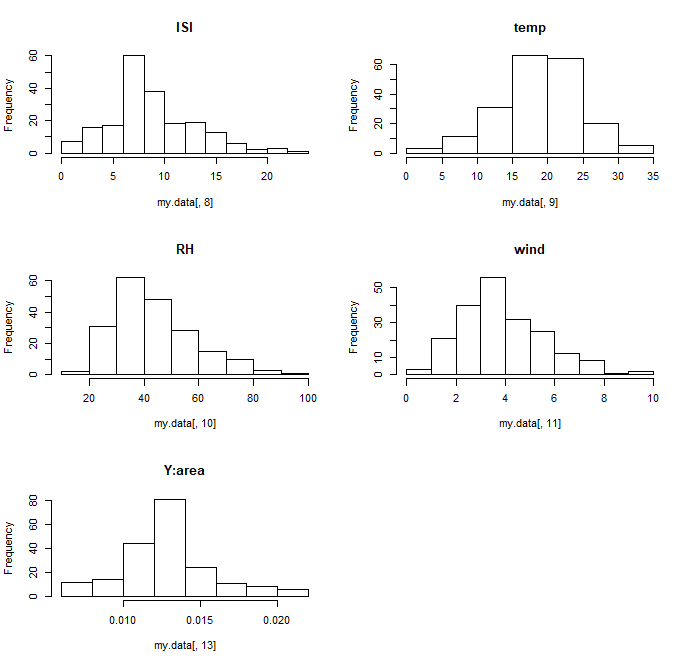 ISI
Frequency
0 20 40 60
0 5 10 15 20
my.data[, 8]
temp
Frequency
0 20 40 60
0 5 10 15 20 25 30 35
my.data[, 9]
RH
Frequency
0 20 40 60
20 40 60 80 100
my.data[, 10]
wind
Frequency
0 10 30 50
0 2 4 6 8 10
my.data[, 11]
Y:area
Frequency
0 20 40 60 80
0.010 0.015 0.020
my.data[, 13]